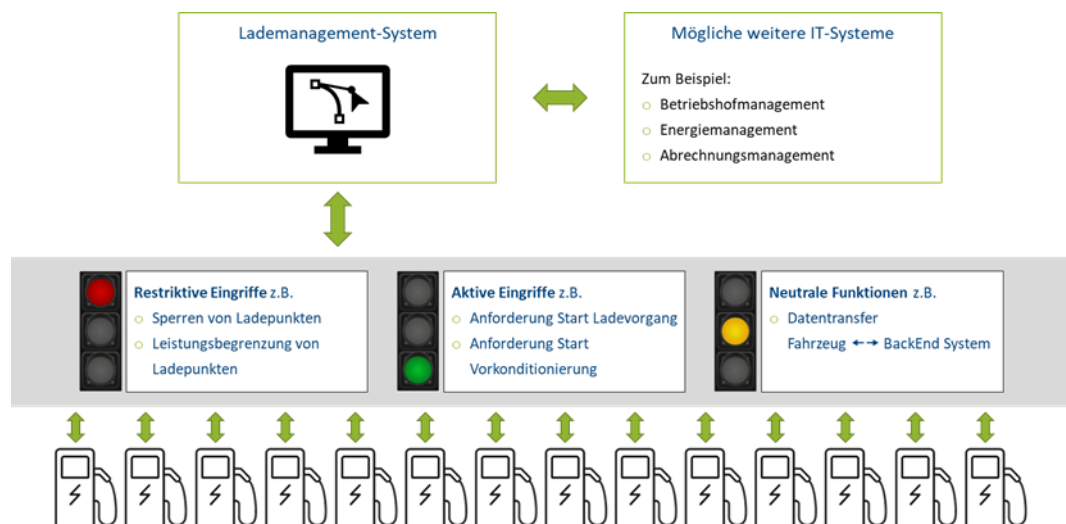 Lademanagement-System
Mögliche weitere IT-Systeme
Zum Beispiel:
Betriebshofmanagement
Energiemanagement
Abrechnungsmanagement
Restriktive Eingriffe z.B.
Sperren von Ladepunkten
Leistungsbegrenzung von
Ladepunkten
Aktive Eingriffe z.B.
Anforderung Start Ladevorgang
Anforderung Start
Vorkonditionierung
Neutrale Funktionen z.B.
Datentransfer
Fahrzeug ←→ BackEnd System